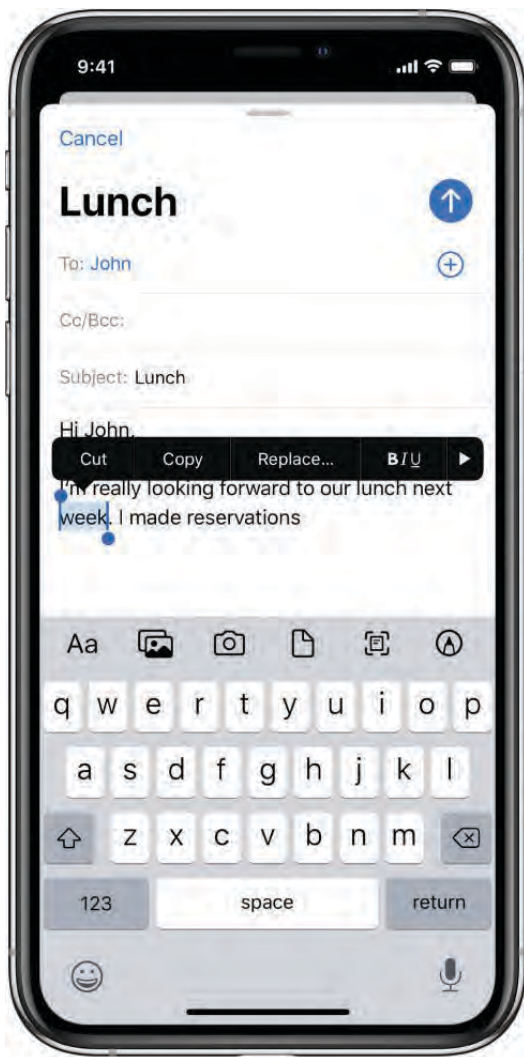 9:41
Cancel
Lunch
To: John
Cc/Bcc:
Subject: Lunch
Hi John,
Cut Copy Replace... BIU
I'm really looking forward to our lunch next
week. I made reservations
Aa
q w e r t y u i o p
a s d f g h j k l
z x c v b n m
123 space return